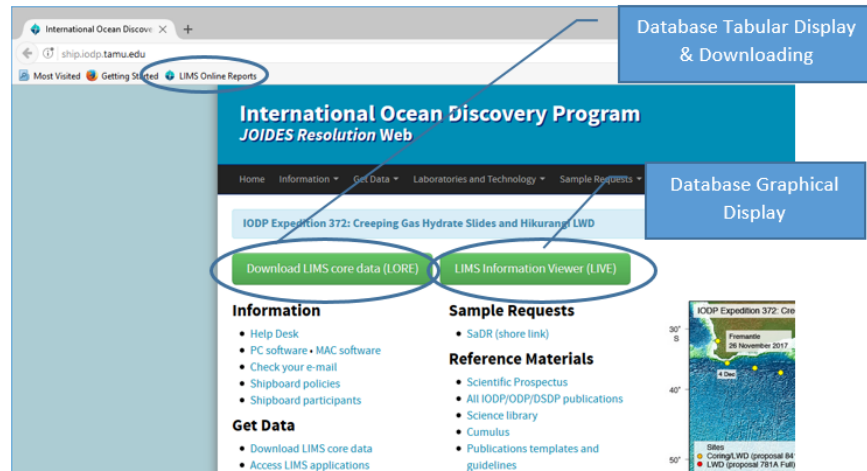 International Ocean Discove
ship.iodp.tamu.edu
Most Visited Getting Started LIMS Online Reports
Database Tabular Display
& Downloading
International Ocean Discovery Program
JOIDES Resolution Web
Home Information Get Data Laboratories and Technology Sample Requests
Database Graphical
Display
IODP Expedition 372: Creeping Gas Hydrate Slides and Hikurangi LWD
Download LIMS core data (LORE) LIMS Information Viewer (LIVE)
Information
• Help Desk
• PC software • MAC software
• Check your e-mail
• Shipboard policies
• Shipboard participants
Get Data
• Download LIMS core data
• Access LIMS applications
Sample Requests
• SaDR (shore link)
Reference Materials
• Scientific Prospectus
• All IODP/ODP/DSDP publications
• Science library
• Cumulus
• Publications templates and
guidelines
IODP Expedition 372: Cre
30°
S
Fremantle
26 November 2017
4 Dec
40°
50°
Sites
Coring/LWD (proposal 84
LWD (proposal 781A Full